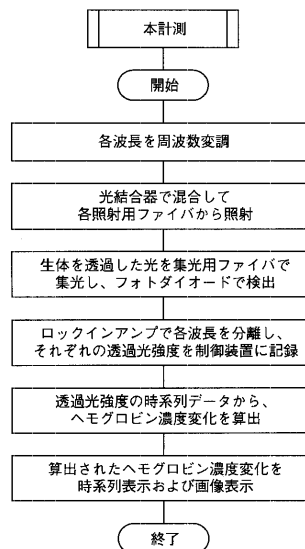 本計測
開始
各波長を周波数変調
光結合器で混合して
各照射用ファイバから照射
生体を透過した光を集光用ファイバで
集光し、フォトダイオードで検出
ロックインアンプで各波長を分離し、
それぞれの透過光強度を制御装置に記録
透過光強度の時系列データから、
ヘモグロビン濃度変化を算出
算出されたヘモグロビン濃度変化を
時系列表示および画像表示
終了